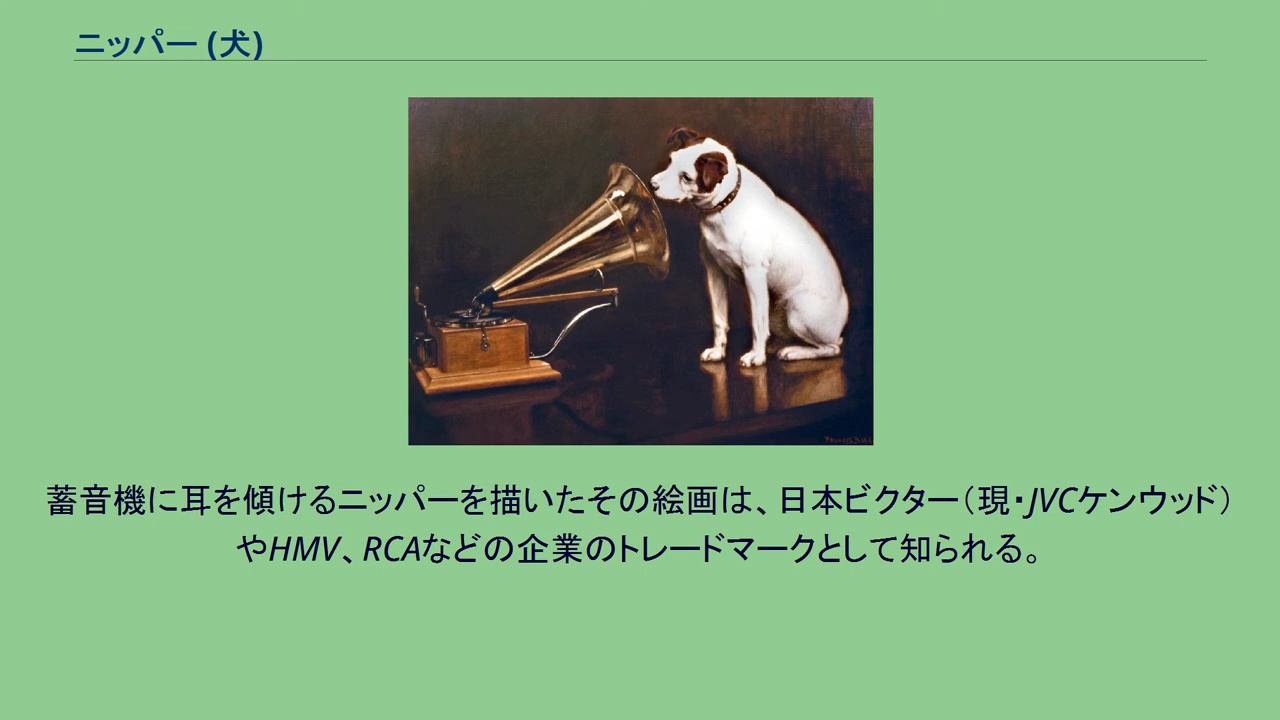 ニッパー (犬)
蓄音機に耳を傾けるニッパーを描いたその絵画は、日本ビクター（現・JVCケンウッド）
やHMV、RCAなどの企業のトレードマークとして知られる。